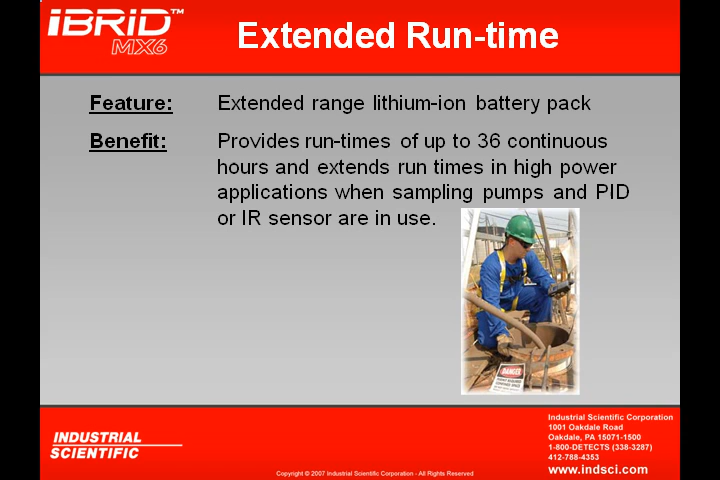 iBRiD™
MX6
Extended Run-time
Feature: Extended range lithium-ion battery pack
Benefit: Provides run-times of up to 36 continuous
hours and extends run times in high power
applications when sampling pumps and PID
or IR sensor are in use.
DANGER
INDUSTRIAL
SCIENTIFIC
Industrial Scientific Corporation
1001 Oakdale Road
Oakdale, PA 15071-1500
1-800-DETECTS (338-3287)
412-788-4353
www.indsci.com
Copyright © 2007 Industrial Scientific Corporation - All Rights Reserved